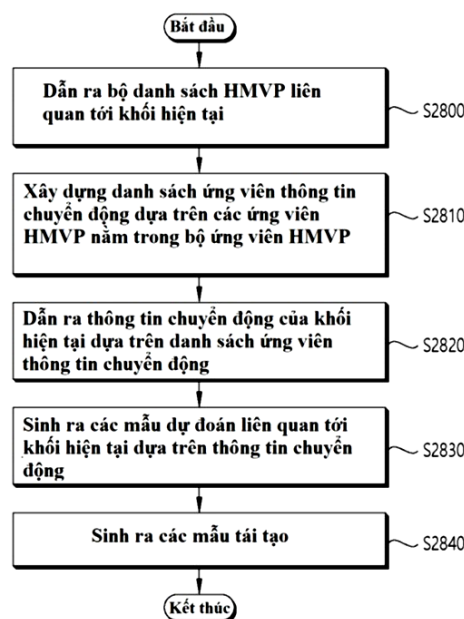 Bắt đầu
Dẫn ra bộ danh sách HMVP liên
quan tới khối hiện tại
S2800
Xây dựng danh sách ứng viên thông tin
chuyển động dựa trên các ứng viên
HMVP nằm trong bộ ứng viên HMVP
S2810
Dẫn ra thông tin chuyển động của khối
hiện tại dựa trên danh sách ứng viên
thông tin chuyển động
S2820
Sinh ra các mẫu dự đoán liên quan tới
khối hiện tại dựa trên thông tin chuyển
động
S2830
Sinh ra các mẫu tái tạo
S2840
Kết thúc